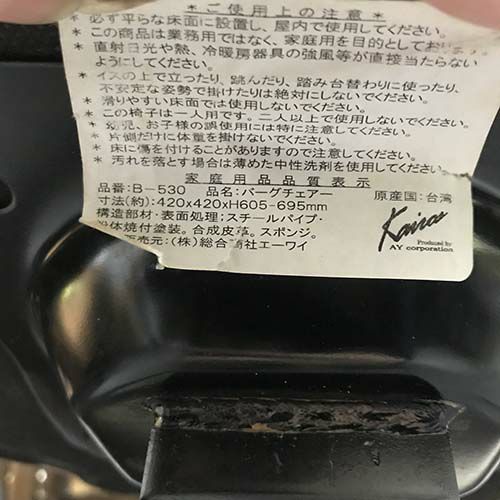 ＊ご使用上の注意＊
＊ 必ず平らな床面に設置し、屋内で使用してください。
＊ この商品は業務用ではなく、家庭用を目的としております。
＊ 直射日光や熱、冷暖房器具の強風等が直接当たらない
ようにしてください。
＊ イスの上で立ったり、跳んだり、踏み台替わりに使ったり、
不安定な姿勢で掛けたりは絶対にしないでください。
＊ 滑りやすい床面では使用しないでください。
＊ この椅子は一人用です。二人以上で使用しないでください。
＊ 幼児、お子様の誤使用には特に注意してください。
＊ 片側だけに体重を掛けないでください。
＊ 床に傷を付けることがありますので注意してください。
＊ 汚れを落とす場合は薄めた中性洗剤を使用してください。
家庭用品品質表示
品番：B－530 品名：バーグチェアー 原産国：台湾
寸法（約）：420x420xH605-695mm
構造部材・表面処理：スチールパイプ・
粉体焼付塗装。合成皮革。スポンジ。
販売元：（株）総合商社エーワイ
Kairos
Produced by
AY corporation